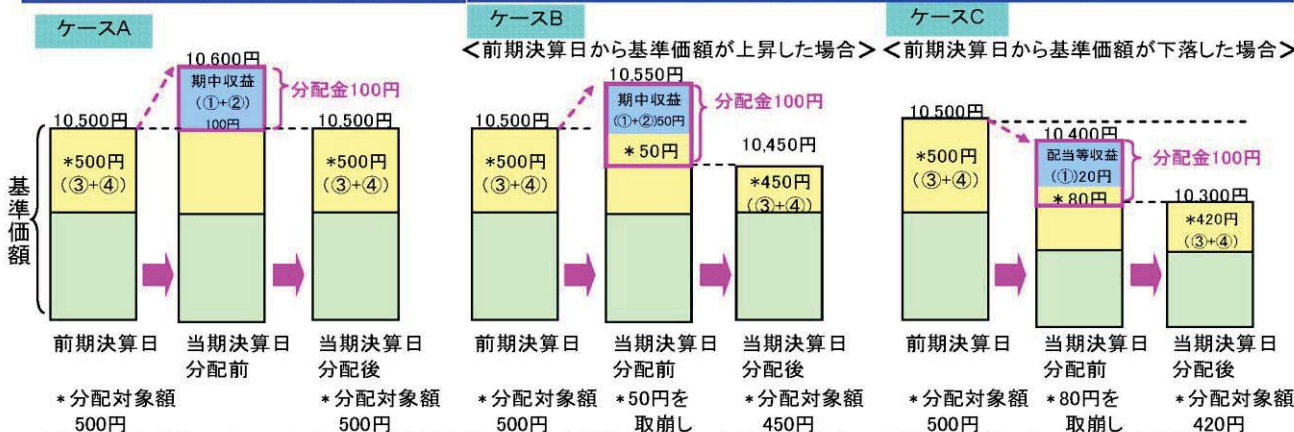 ケースA
10,600円
期中収益
(①+②)
100円
分配金100円
10,500円
10,500円
*500円
(③+④)
*500円
(③+④)
基準価額
前期決算日
当期決算日
分配前
当期決算日
分配後
*分配対象額
500円
*分配対象額
500円
ケースB
<前期決算日から基準価額が上昇した場合>
10,550円
期中収益
(①+②)50円
*50円
分配金100円
10,500円
10,450円
*500円
(③+④)
*450円
(③+④)
前期決算日
当期決算日
分配前
当期決算日
分配後
*分配対象額
500円
*50円を
取崩し
*分配対象額
450円
ケースC
<前期決算日から基準価額が下落した場合>
10,500円
10,400円
配当等収益
(①)20円
*80円
分配金100円
10,300円
*500円
(③+④)
*420円
(③+④)
前期決算日
当期決算日
分配前
当期決算日
分配後
*分配対象額
500円
*80円を
取崩し
*分配対象額
420円